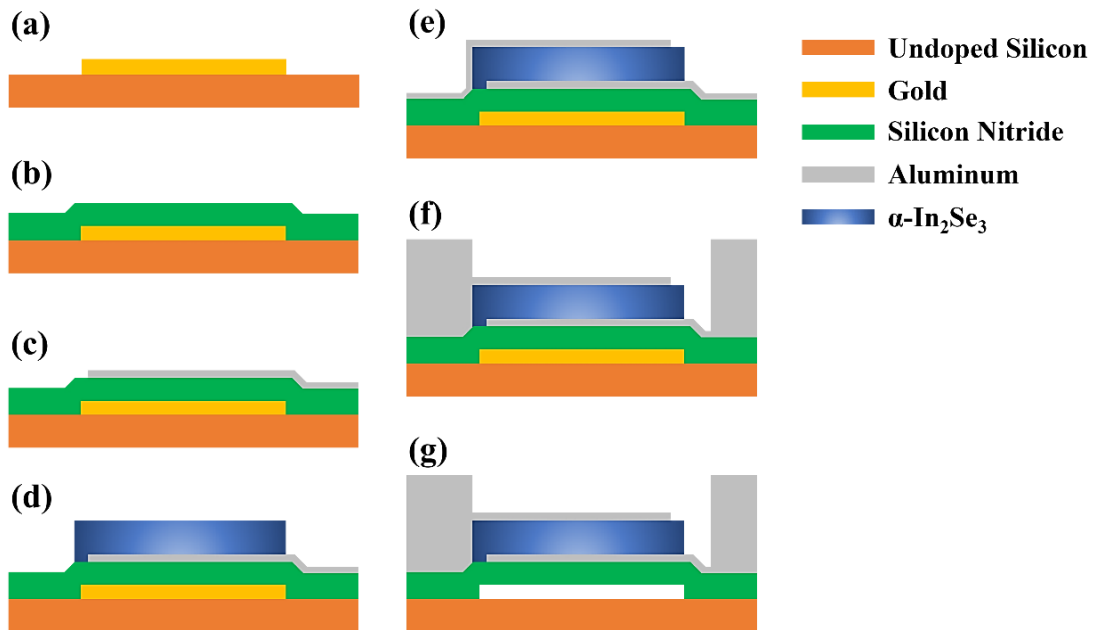 (a)
(b)
(c)
(d)
(e)
(f)
(g)
Undoped Silicon
Gold
Silicon Nitride
Aluminum
α-In₂Se₃